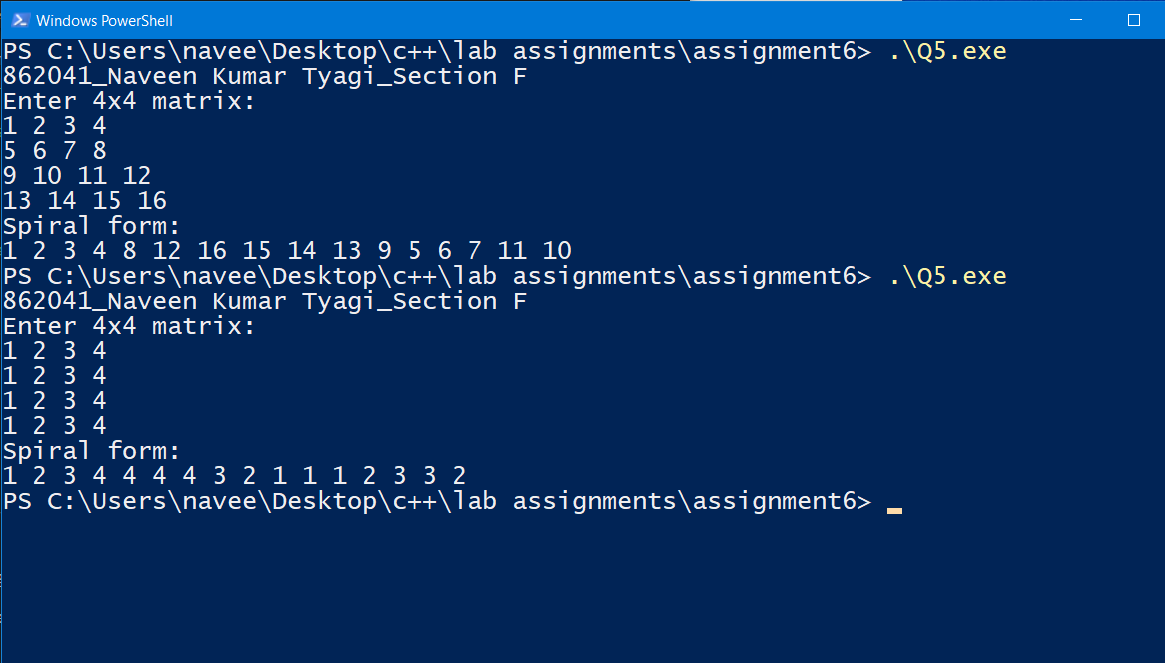 Windows PowerShell
PS C:\Users\navee\Desktop\c++\lab assignments\assignment6> .\Q5.exe
862041_Naveen Kumar Tyagi_Section F
Enter 4x4 matrix:
1 2 3 4
5 6 7 8
9 10 11 12
13 14 15 16
Spiral form:
1 2 3 4 8 12 16 15 14 13 9 5 6 7 11 10
PS C:\Users\navee\Desktop\c++\lab assignments\assignment6> .\Q5.exe
862041_Naveen Kumar Tyagi_Section F
Enter 4x4 matrix:
1 2 3 4
1 2 3 4
1 2 3 4
1 2 3 4
Spiral form:
1 2 3 4 4 4 4 3 2 1 1 1 2 3 3 2
PS C:\Users\navee\Desktop\c++\lab assignments\assignment6>